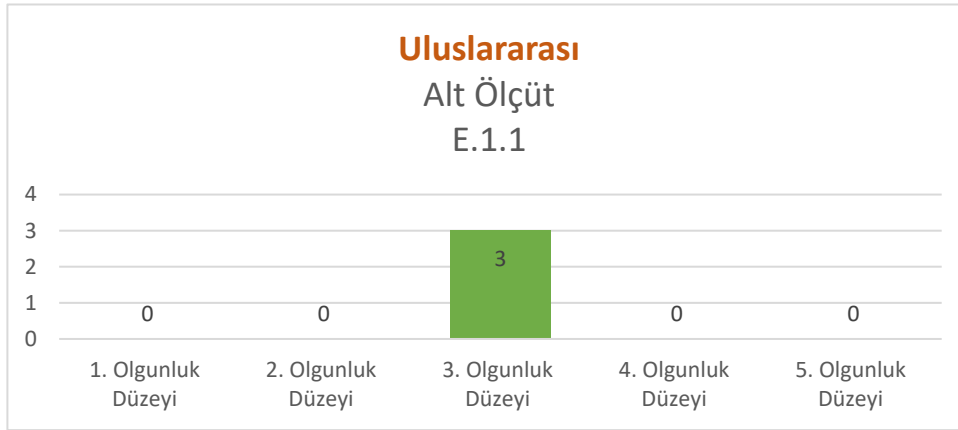 Uluslararası
Alt Ölçüt
E.1.1
4
3
2
1
0
0
0
3
0
0
1. Olgunluk
Düzeyi
2. Olgunluk
Düzeyi
3. Olgunluk
Düzeyi
4. Olgunluk
Düzeyi
5. Olgunluk
Düzeyi